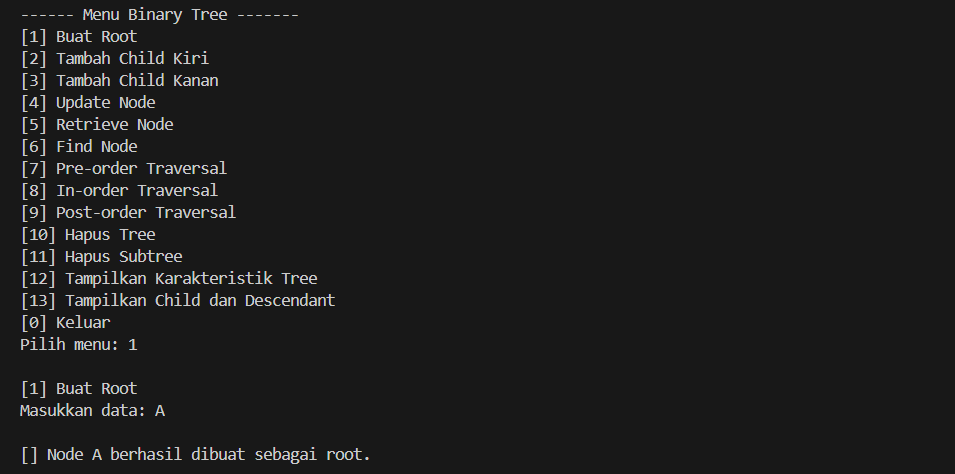 ------ Menu Binary Tree -------
[1] Buat Root
[2] Tambah Child Kiri
[3] Tambah Child Kanan
[4] Update Node
[5] Retrieve Node
[6] Find Node
[7] Pre-order Traversal
[8] In-order Traversal
[9] Post-order Traversal
[10] Hapus Tree
[11] Hapus Subtree
[12] Tampilkan Karakteristik Tree
[13] Tampilkan Child dan Descendant
[0] Keluar
Pilih menu: 1
[1] Buat Root
Masukkan data: A
[] Node A berhasil dibuat sebagai root.